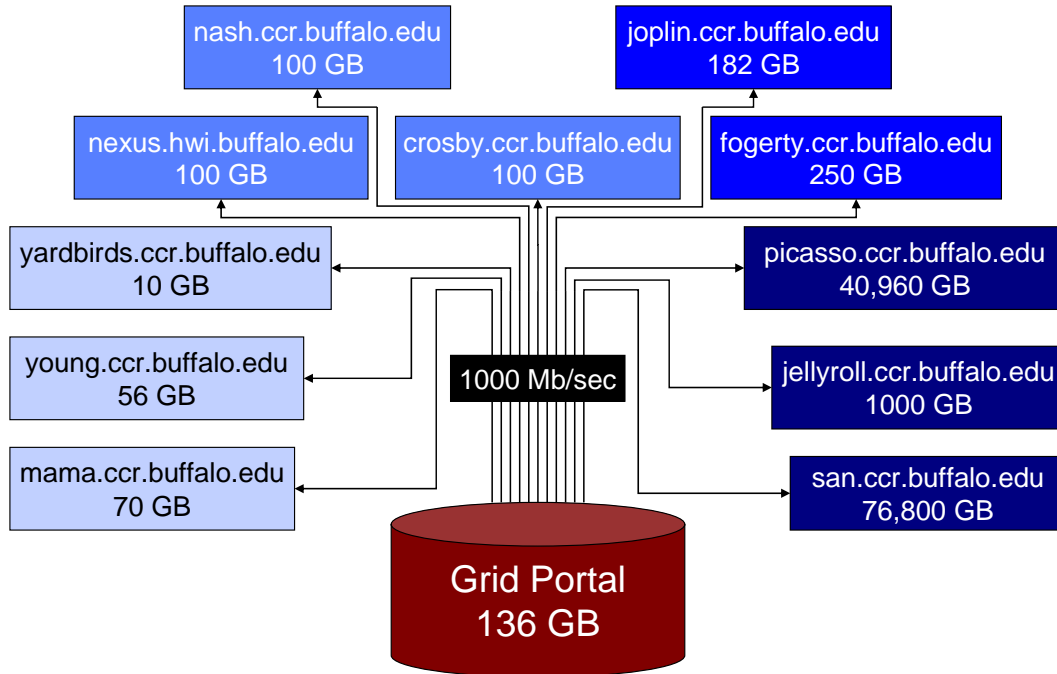 nash.ccr.buffalo.edu
100 GB
joplin.ccr.buffalo.edu
182 GB
nexus.hwi.buffalo.edu
100 GB
crosby.ccr.buffalo.edu
100 GB
fogerty.ccr.buffalo.edu
250 GB
yardbirds.ccr.buffalo.edu
10 GB
picasso.ccr.buffalo.edu
40,960 GB
young.ccr.buffalo.edu
56 GB
1000 Mb/sec
jellyroll.ccr.buffalo.edu
1000 GB
mama.ccr.buffalo.edu
70 GB
san.ccr.buffalo.edu
76,800 GB
Grid Portal
136 GB